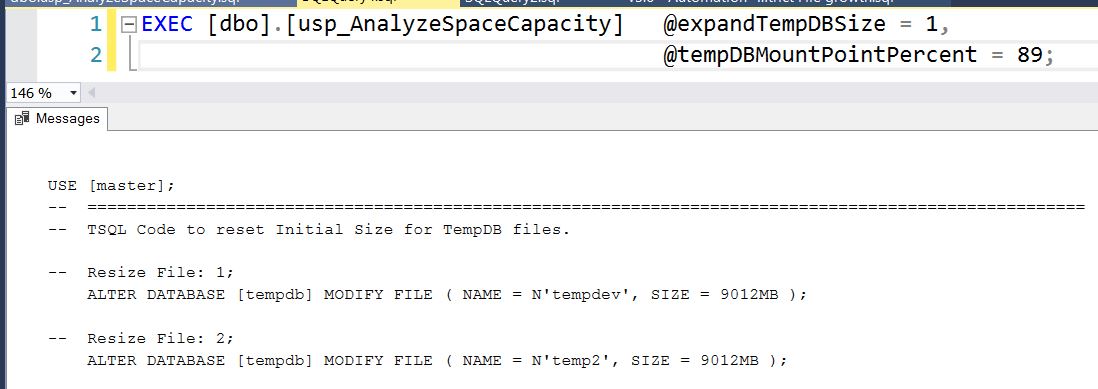 1 EXEC [dbo].[usp_AnalyzeSpaceCapacity] @expandTempDBSize = 1,
2 @tempDBMountPointPercent = 89;
146 %
Messages
USE [master];
-- =====================================================================================================
-- TSQL Code to reset Initial Size for TempDB files.
-- Resize File: 1;
ALTER DATABASE [tempdb] MODIFY FILE ( NAME = N'tempdev', SIZE = 9012MB );
-- Resize File: 2;
ALTER DATABASE [tempdb] MODIFY FILE ( NAME = N'temp2', SIZE = 9012MB );